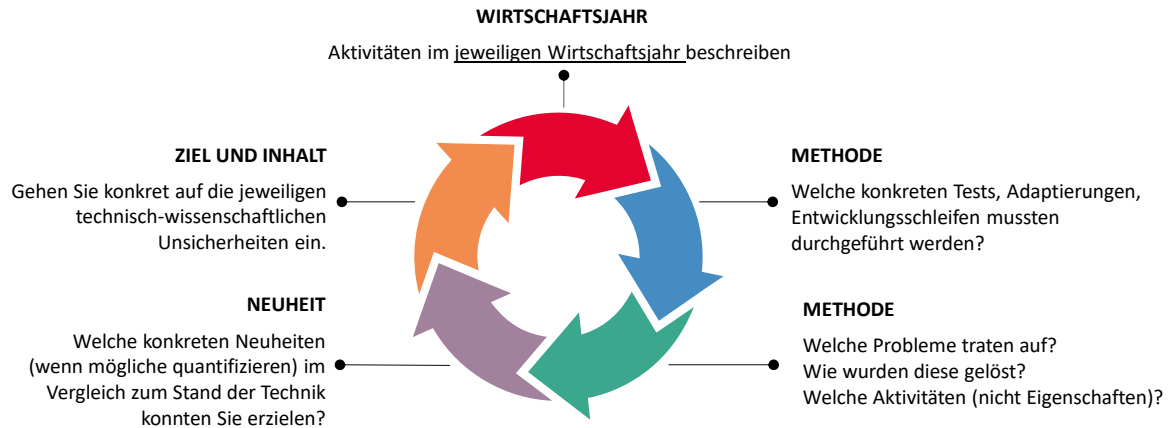 WIRTSCHAFTSJAHR
Aktivitäten im jeweiligen Wirtschaftsjahr beschreiben
ZIEL UND INHALT
Gehen Sie konkret auf die jeweiligen
technisch-wissenschaftlichen
Unsicherheiten ein.
METHODE
Welche konkreten Tests, Adaptierungen,
Entwicklungsschleifen mussten
durchgeführt werden?
NEUHEIT
Welche konkreten Neuheiten
(wenn mögliche quantifizieren) im
Vergleich zum Stand der Technik
konnten Sie erzielen?
METHODE
Welche Probleme traten auf?
Wie wurden diese gelöst?
Welche Aktivitäten (nicht Eigenschaften)?